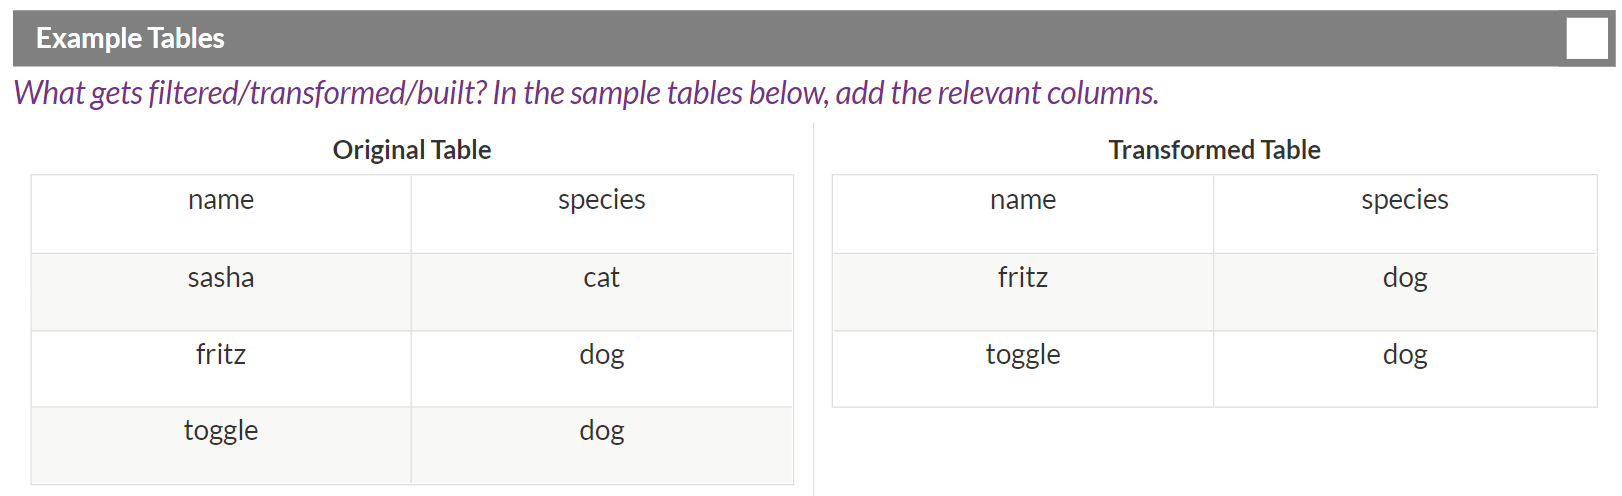 Example Tables
What gets filtered/transformed/built? In the sample tables below, add the relevant columns.
Original Table
name species
sasha cat
fritz dog
toggle dog
Transformed Table
name species
fritz dog
toggle dog